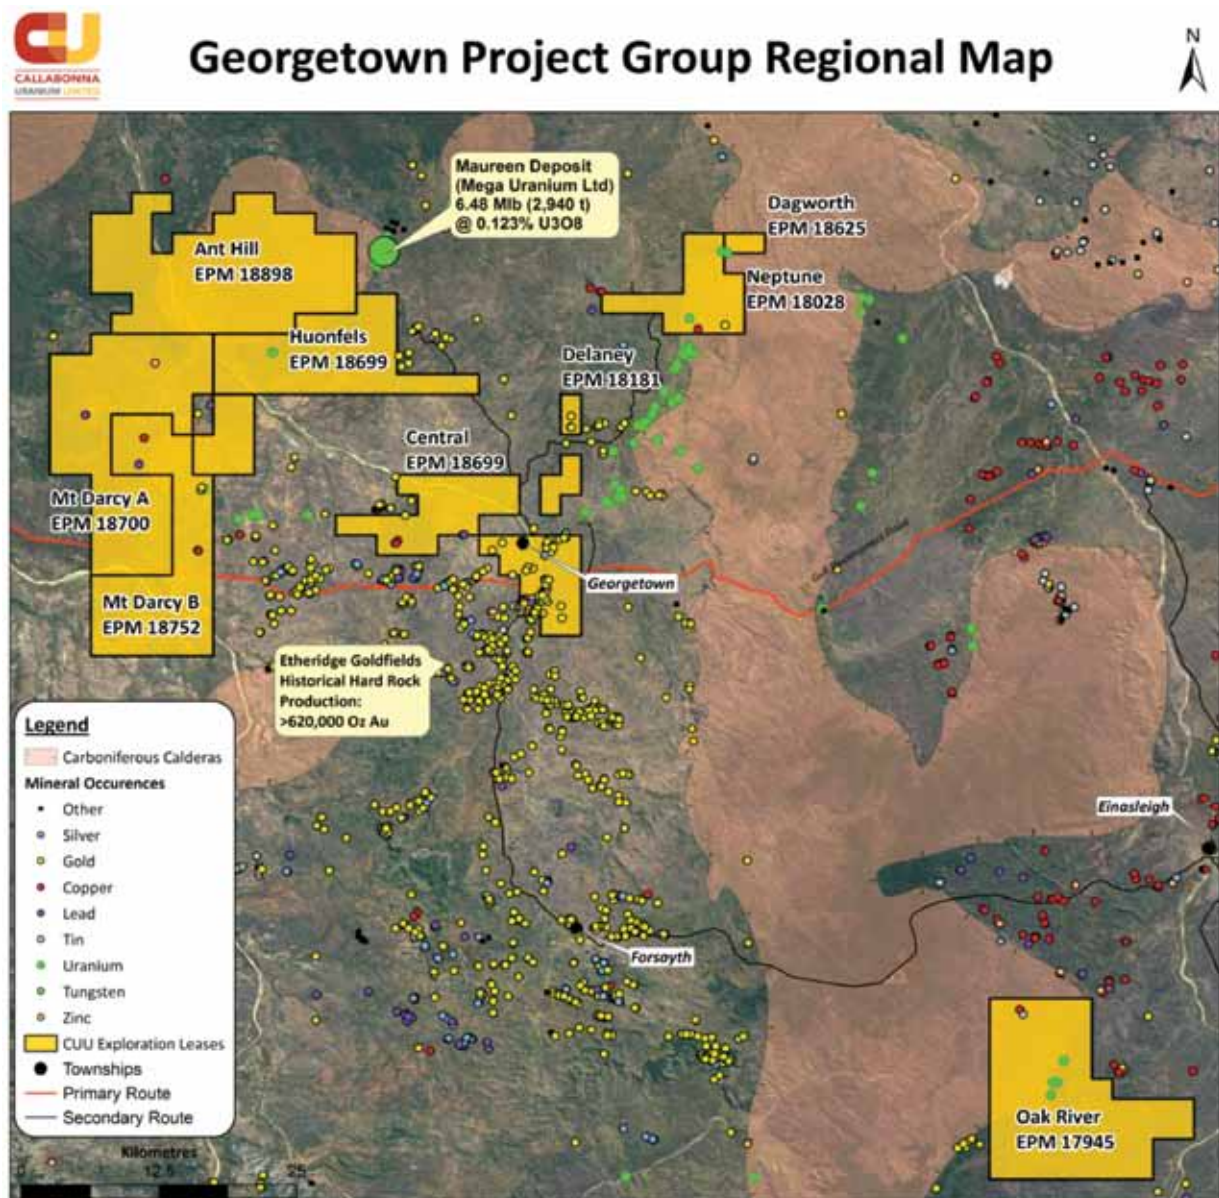 CALLABONNA
URANIUM LIMITED
Georgetown Project Group Regional Map
N
Maureen Deposit
(Mega Uranium Ltd)
6.48 Mlb (2,940 t)
@ 0.123% U3O8
Dagworth
EPM 18625
Ant Hill
EPM 18898
Neptune
EPM 18028
Huonfels
EPM 18699
Delaney
EPM 18181
Central
EPM 18699
Mt Darcy A
EPM 18700
Georgetown
Mt Darcy B
EPM 18752
Etheridge Goldfields
Historical Hard Rock
Production:
>620,000 Oz Au
Legend
Carboniferous Calderas
Mineral Occurences
Other
Silver
Gold
Copper
Lead
Tin
Uranium
Tungsten
Zinc
CUU Exploration Leases
Townships
Primary Route
Secondary Route
Einasleigh
Forsayth
Oak River
EPM 17945
Kilometres
0 12.5 25